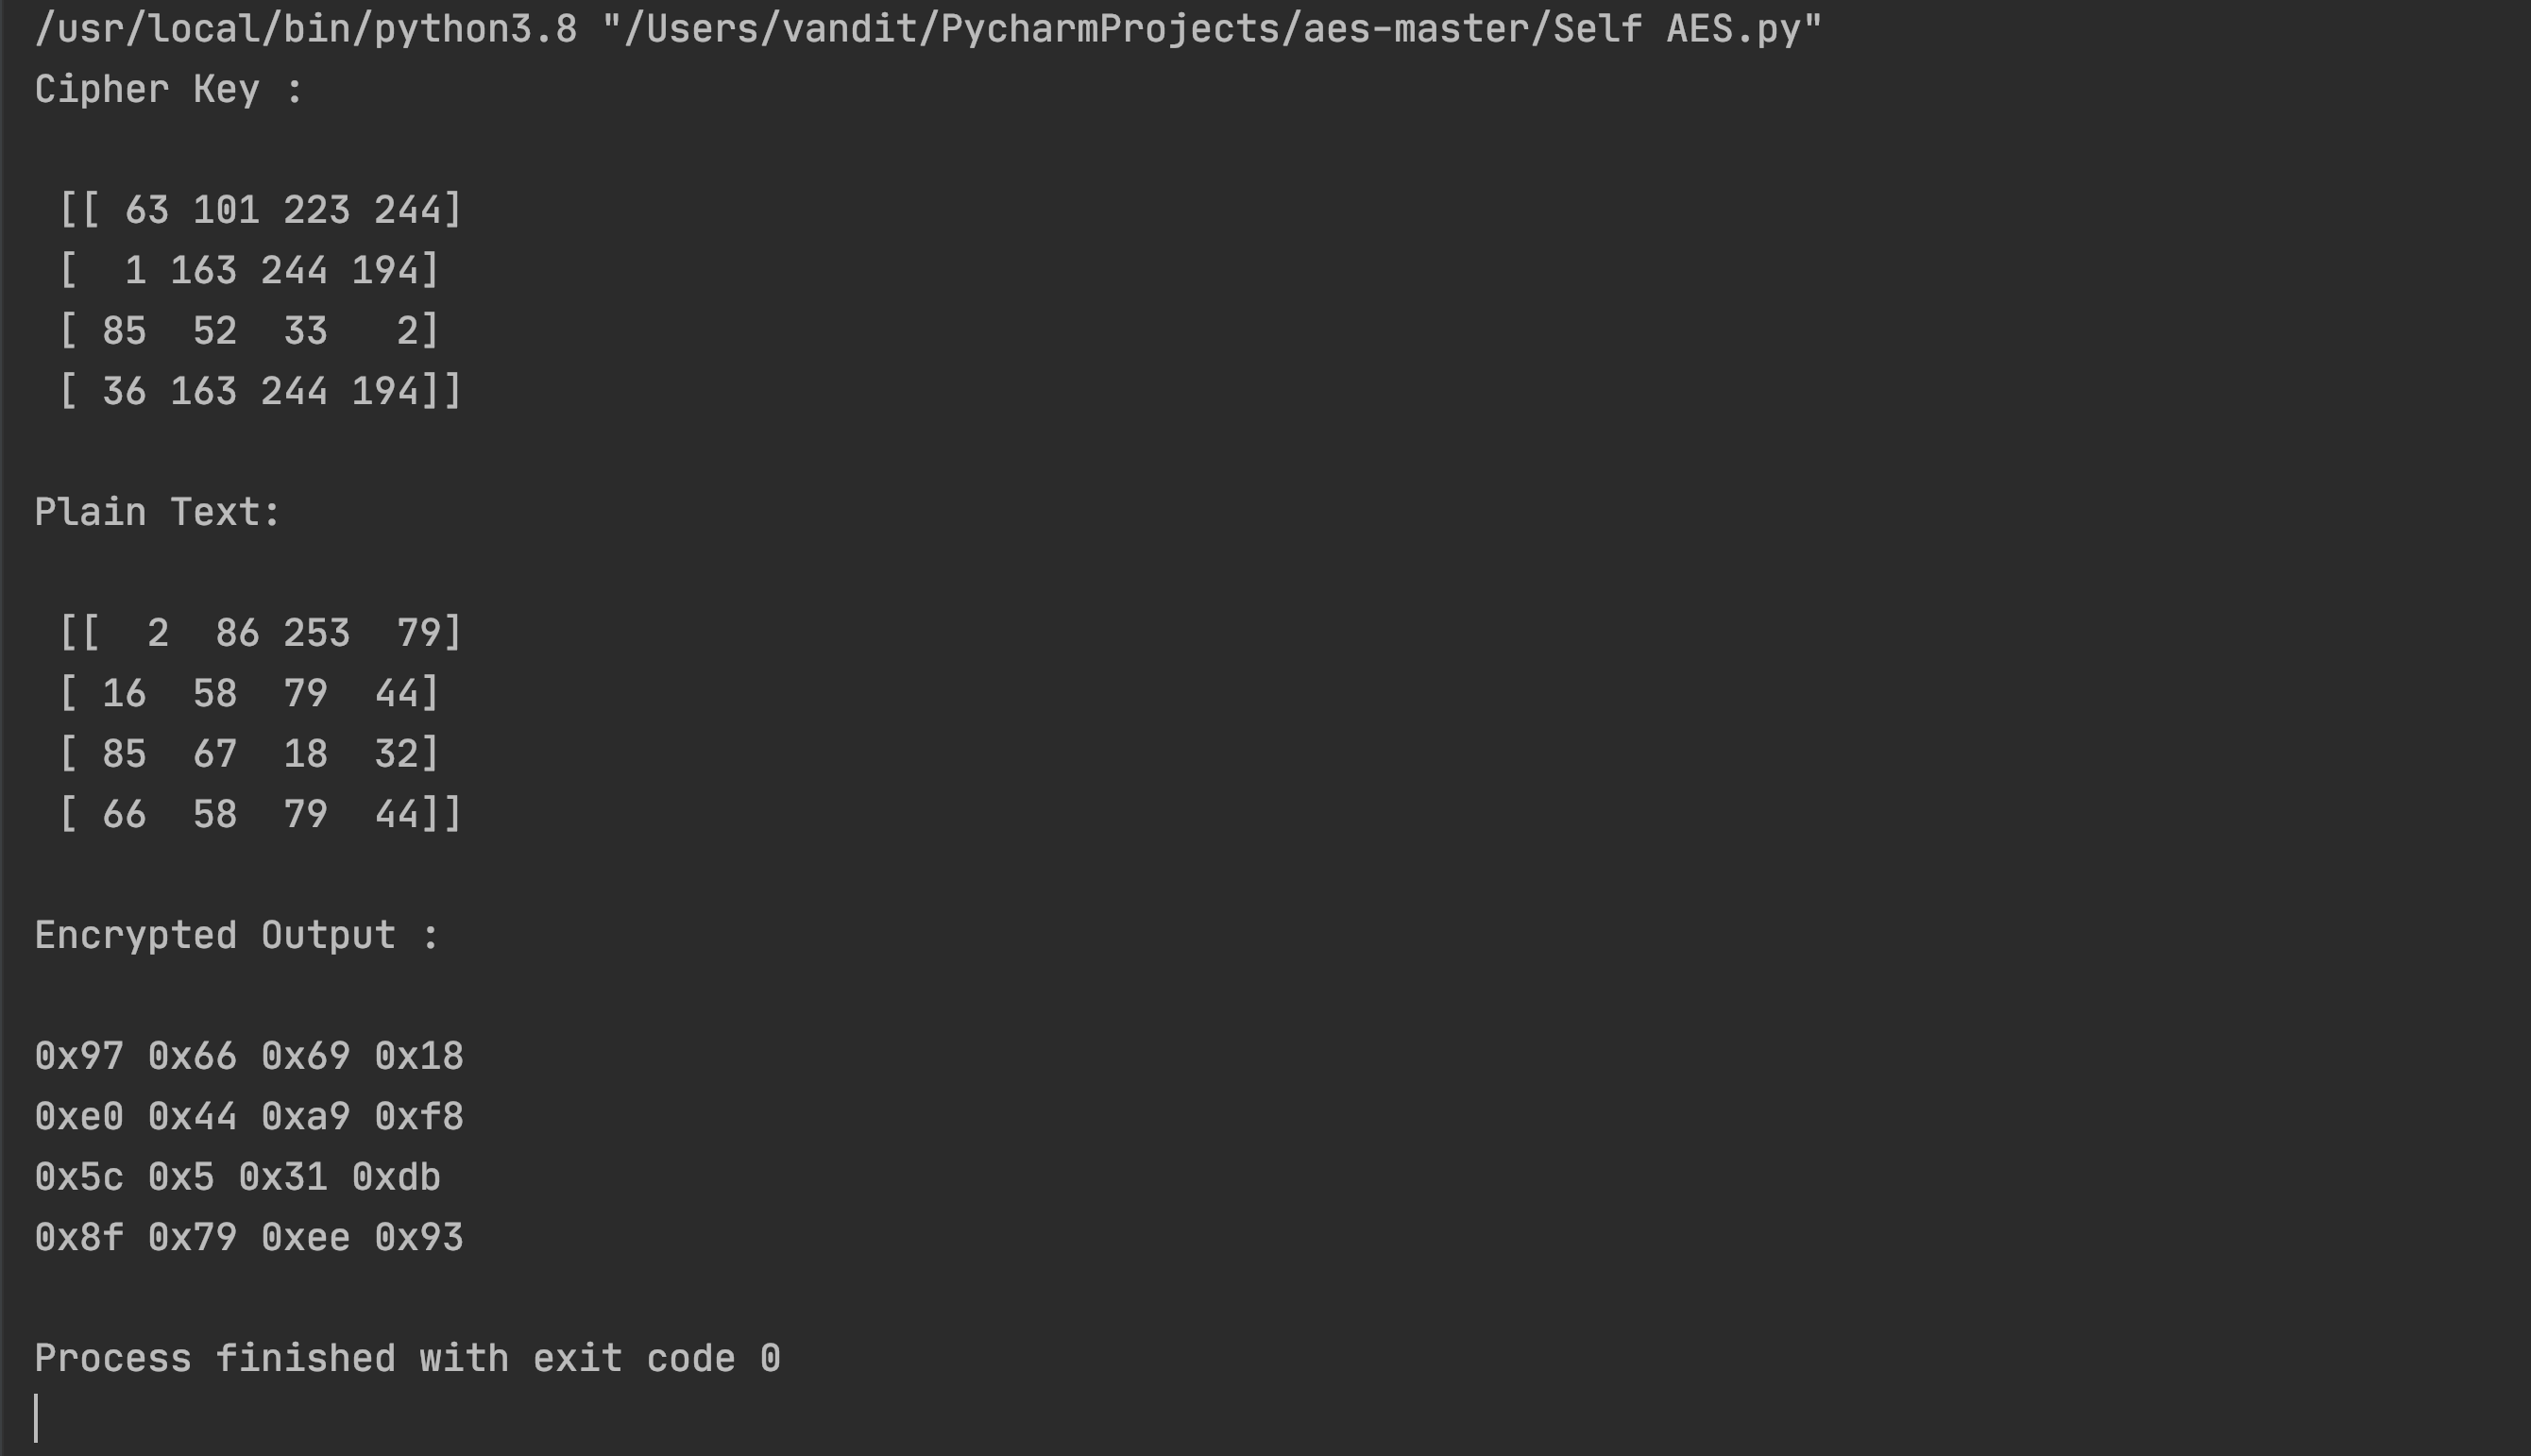 /usr/local/bin/python3.8 "/Users/vandit/PycharmProjects/aes-master/Self AES.py"
Cipher Key :
[[ 63 101 223 244]
[  1 163 244 194]
[ 85  52  33   2]
[ 36 163 244 194]]
Plain Text:
[[  2  86 253  79]
[ 16  58  79  44]
[ 85  67  18  32]
[ 66  58  79  44]]
Encrypted Output :
0x97 0x66 0x69 0x18
0xe0 0x44 0xa9 0xf8
0x5c 0x5 0x31 0xdb
0x8f 0x79 0xee 0x93
Process finished with exit code 0